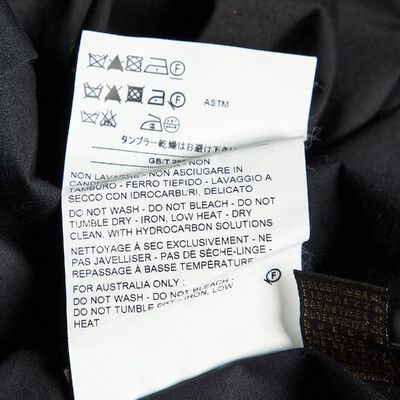 F
F
ASTM
タンブラー乾燥はお避け下さい
GB/T
NON LAVARE - NON ASCIUGARE IN
TAMBURO - FERRO TIEPIDO - LAVAGGIO A
SECCO CON IDROCARBURI, DELICATO
DO NOT WASH - DO NOT BLEACH - DO NOT
TUMBLE DRY - IRON, LOW HEAT - DRY
CLEAN, WITH HYDROCARBON SOLUTIONS
NETTOYAGE À SEC EXCLUSIVEMENT - NE
PAS JAVELLISER - PAS DE SÈCHE-LINGE -
REPASSAGE À BASSE TEMPÉRATURE
FOR AUSTRALIA ONLY :
DO NOT WASH - DO NOT BLEACH -
DO NOT TUMBLE DRY - IRON, LOW
HEAT
F